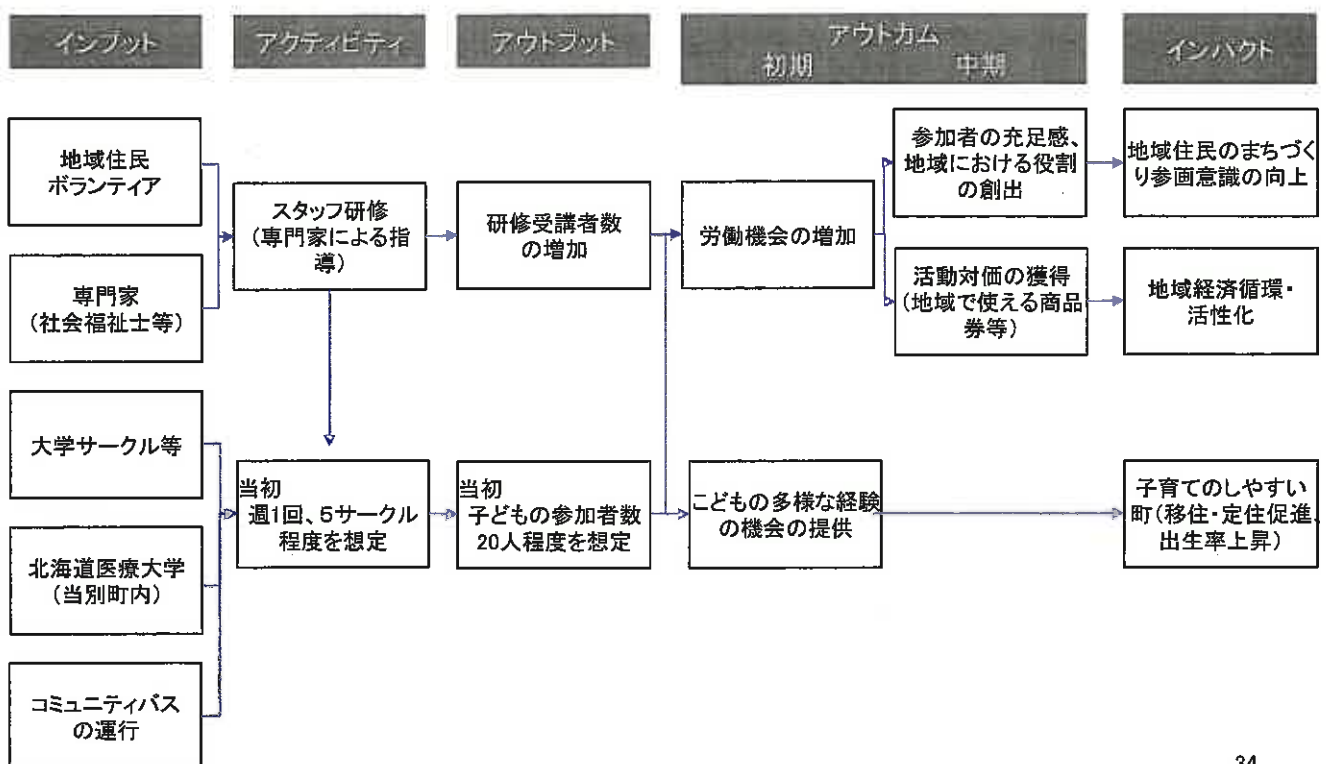 インプット
アクティビティ
アウトプット
アウトカム
初期 中期
インパクト
地域住民
ボランティア
専門家
(社会福祉士等)
大学サークル等
北海道医療大学
(当別町内)
コミュニティバス
の運行
スタッフ研修
(専門家による指
導)
当初
週1回、5サークル
程度を想定
研修受講者数
の増加
当初
子どもの参加者数
20人程度を想定
労働機会の増加
こどもの多様な経験
の機会の提供
参加者の充足感、
地域における役割
の創出
活動対価の獲得
(地域で使える商品
券等)
地域住民のまちづく
り参画意識の向上
地域経済循環・
活性化
子育てのしやすい
町(移住・定住促進、
出生率上昇)
34